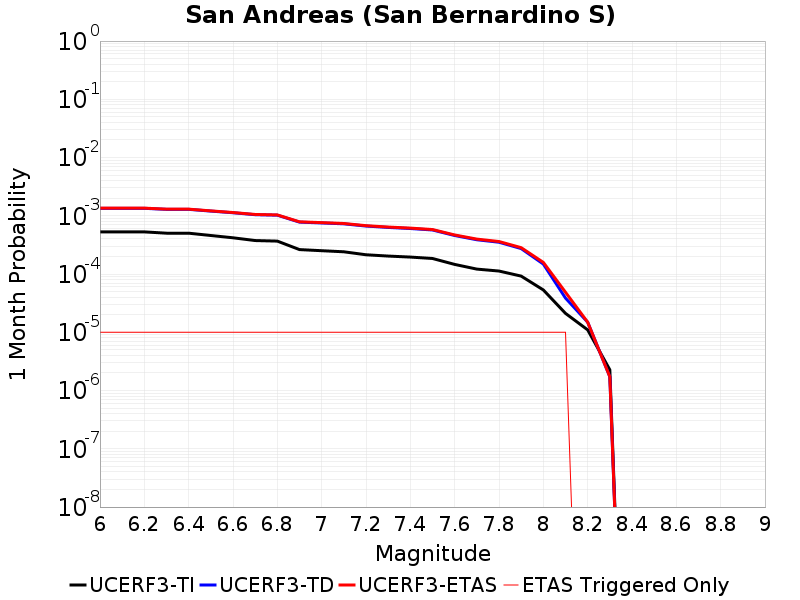 San Andreas (San Bernardino S)
10^0
10^-1
10^-2
10^-3
10^-4
10^-5
10^-6
10^-7
10^-8
1 Month Probability
6 6.2 6.4 6.6 6.8 7 7.2 7.4 7.6 7.8 8 8.2 8.4 8.6 8.8 9
Magnitude
UCERF3-TI UCERF3-TD UCERF3-ETAS ETAS Triggered Only